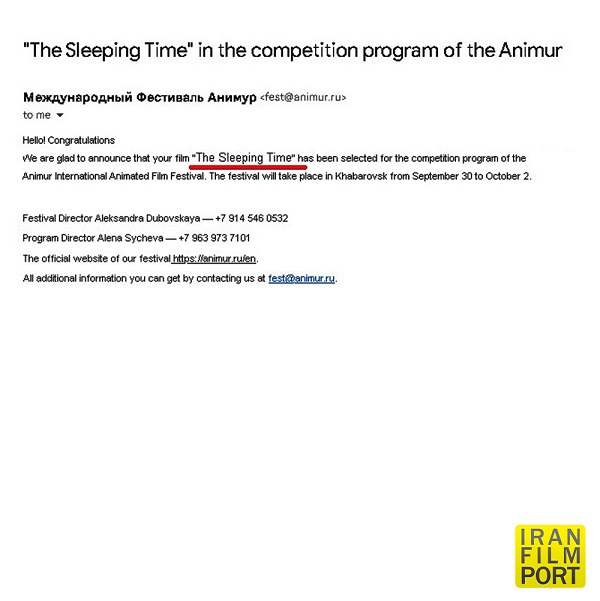 "The Sleeping Time" in the competition program of the Animur
Международный Фестиваль Анимур <fest@animur.ru>
to me
Hello! Congratulations
We are glad to announce that your film "The Sleeping Time" has been selected for the competition program of the
Animur International Animated Film Festival. The festival will take place in Khabarovsk from September 30 to October 2.
Festival Director Aleksandra Dubovskaya — +7 914 546 0532
Program Director Alena Sycheva — +7 963 973 7101
The official website of our festival https://animur.ru/en.
All additional information you can get by contacting us at fest@animur.ru.
IRAN
FILM
PORT